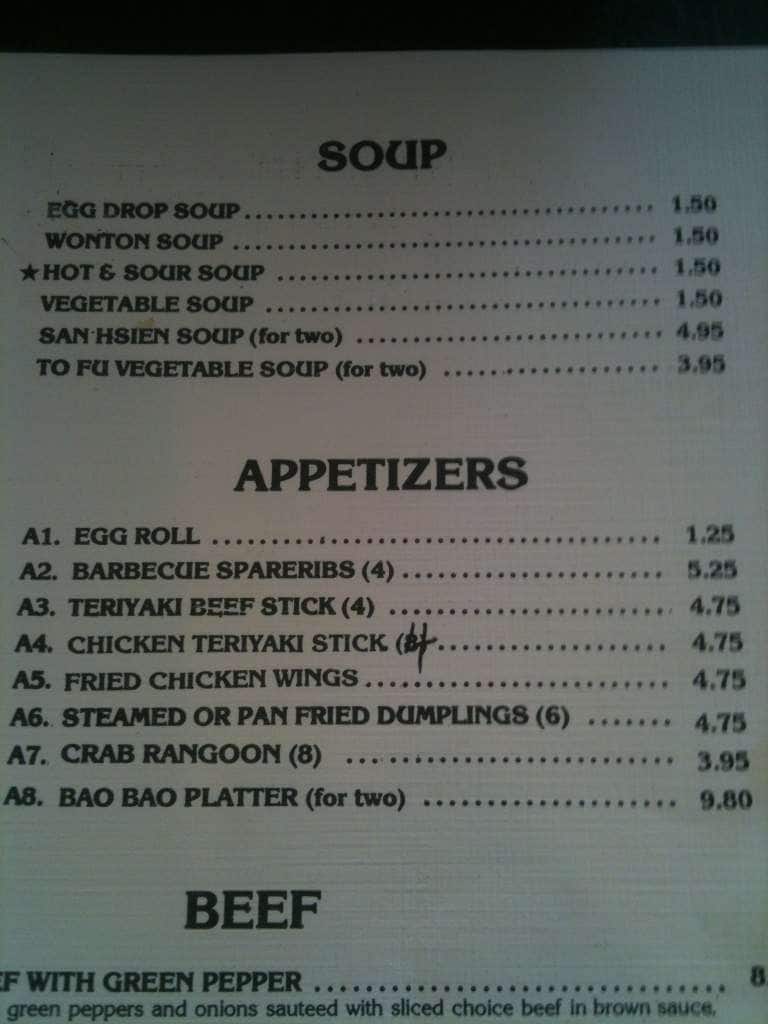 SOUP
EGG DROP SOUP ........................................ 1.50
WONTON SOUP ........................................ 1.50
★HOT & SOUR SOUP .................................... 1.50
VEGETABLE SOUP ..................................... 1.50
SAN HSIEN SOUP (for two) ............................ 4.95
TO FU VEGETABLE SOUP (for two) .................... 3.95
APPETIZERS
A1. EGG ROLL .......................................... 1.25
A2. BARBECUE SPARERIBS (4) ......................... 5.25
A3. TERIYAKI BEEF STICK (4) .......................... 4.75
A4. CHICKEN TERIYAKI STICK (4 ...................... 4.75
A5. FRIED CHICKEN WINGS ............................ 4.75
A6. STEAMED OR PAN FRIED DUMPLINGS (6) ....... 4.75
A7. CRAB RANGOON (8) .............................. 3.95
A8. BAO BAO PLATTER (for two) ..................... 9.80
BEEF
F WITH GREEN PEPPER .................................... 8
green peppers and onions sauteed with sliced choice beef in brown sauce,